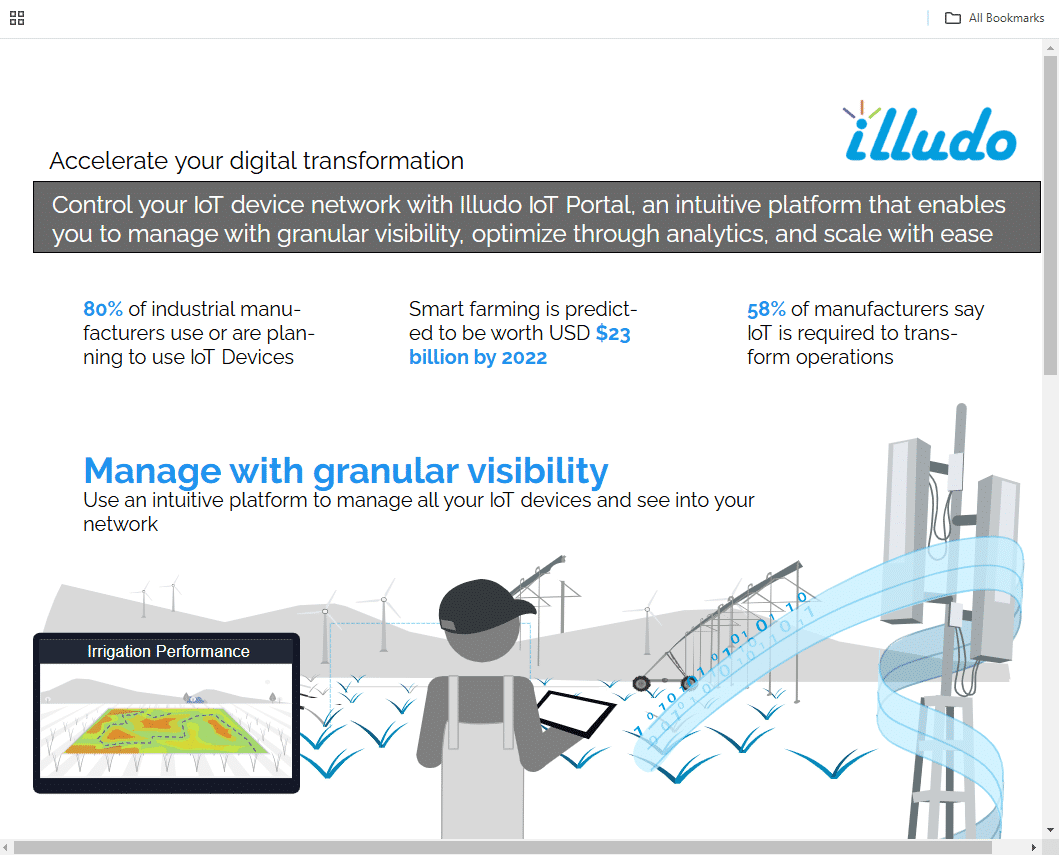 All Bookmarks
illudo
Accelerate your digital transformation
Control your IoT device network with Illudo IoT Portal, an intuitive platform that enables
you to manage with granular visibility, optimize through analytics, and scale with ease
80% of industrial manu-
facturers use or are plan-
ning to use IoT Devices
Smart farming is predict-
ed to be worth USD $23
billion by 2022
58% of manufacturers say
IoT is required to trans-
form operations
Manage with granular visibility
Use an intuitive platform to manage all your IoT devices and see into your
network
Irrigation Performance